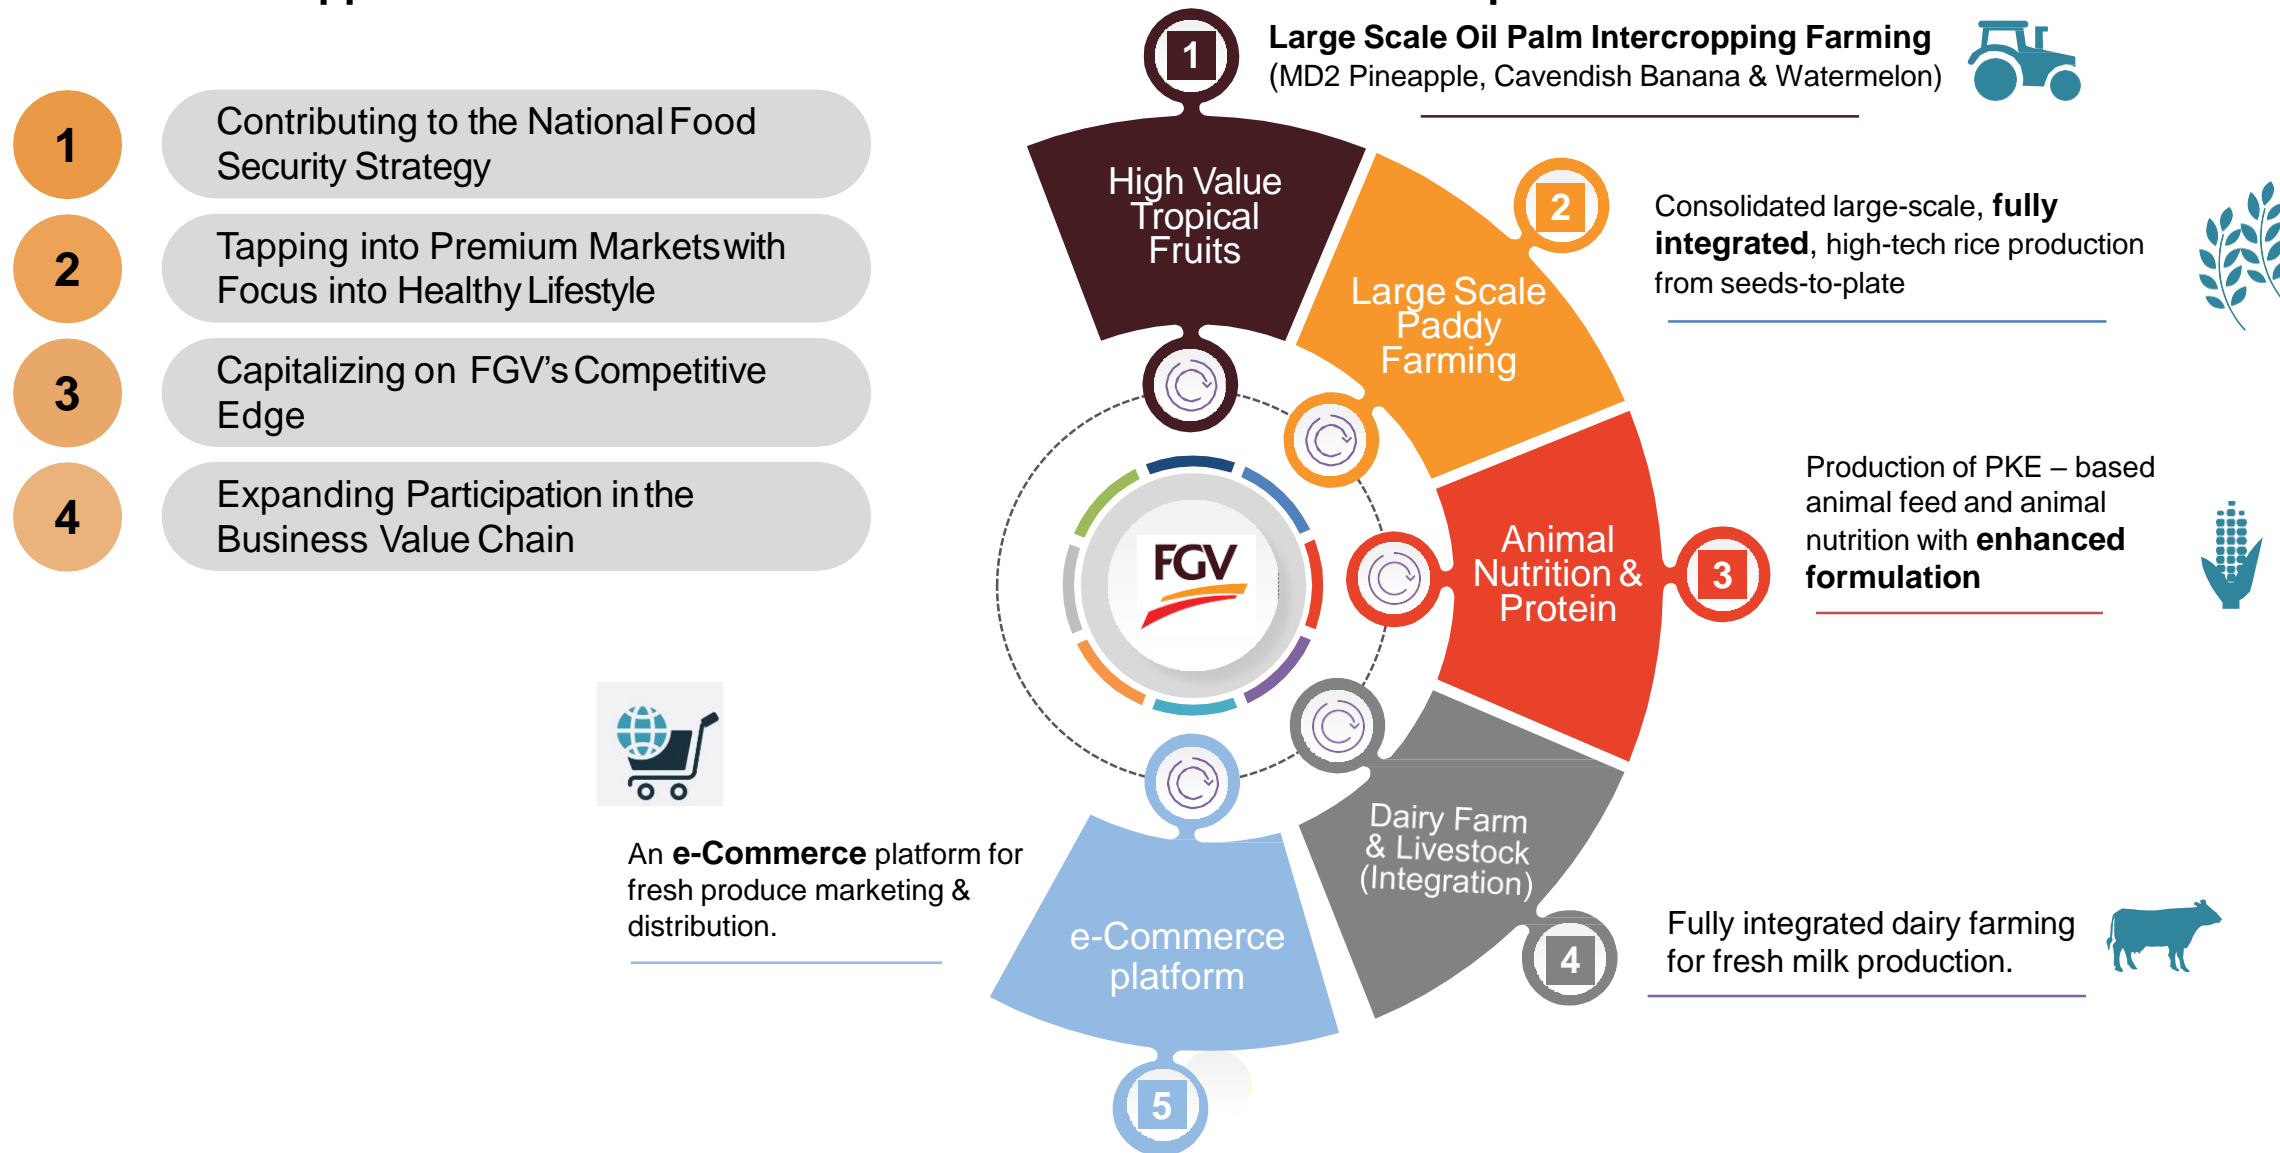 1
Contributing to the National Food
Security Strategy
2
Tapping into Premium Markets with
Focus into Healthy Lifestyle
3
Capitalizing on FGV’s Competitive
Edge
4
Expanding Participation in the
Business Value Chain
1
Large Scale Oil Palm Intercropping Farming
(MD2 Pineapple, Cavendish Banana & Watermelon)
High Value
Tropical
Fruits
2
Consolidated large-scale, fully
integrated, high-tech rice production
from seeds-to-plate
Large Scale
Paddy
Farming
3
Production of PKE – based
animal feed and animal
nutrition with enhanced
formulation
Animal
Nutrition &
Protein
FGV
Dairy Farm
& Livestock
(Integration)
4
Fully integrated dairy farming
for fresh milk production.
An e-Commerce platform for
fresh produce marketing &
distribution.
e-Commerce
platform
5